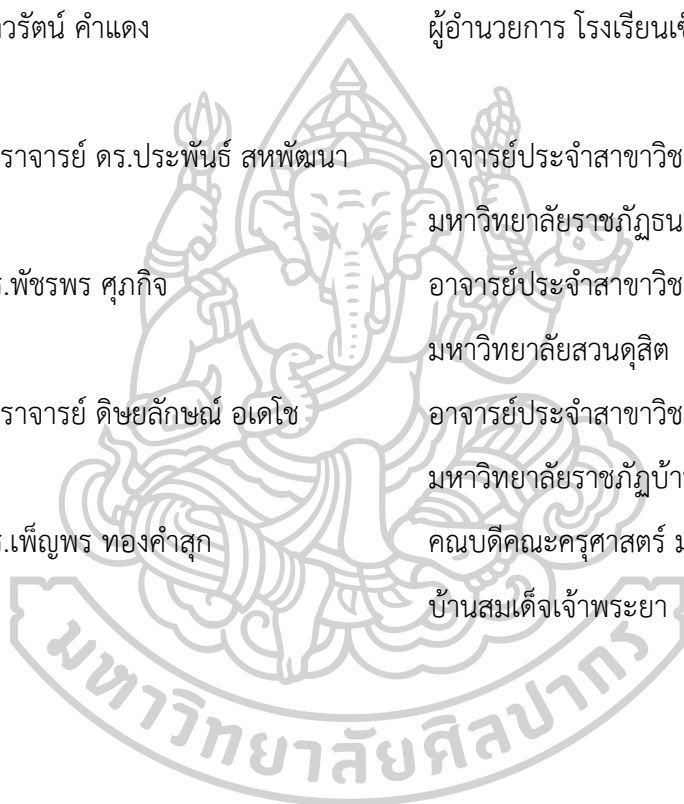 วรัตน์ คำแดง ผู้อำนวยการ โรงเรียน
ราจารย์ ดร.ประพันธ์ สหพัฒนา อาจารย์ประจำสาขาวิช
มหาวิทยาลัยราชภัฏธน
.พัชรพร ศุภกิจ อาจารย์ประจำสาขาวิช
มหาวิทยาลัยสวนดุสิต
ราจารย์ ดิษยลักษณ์ อเดโช อาจารย์ประจำสาขาวิช
มหาวิทยาลัยราชภัฏบ้าน
.เพ็ญพร ทองคำสุก คณบดีคณะครุศาสตร์ ม
บ้านสมเด็จเจ้าพระยา
มหาวิทยาลัยศิลปากร